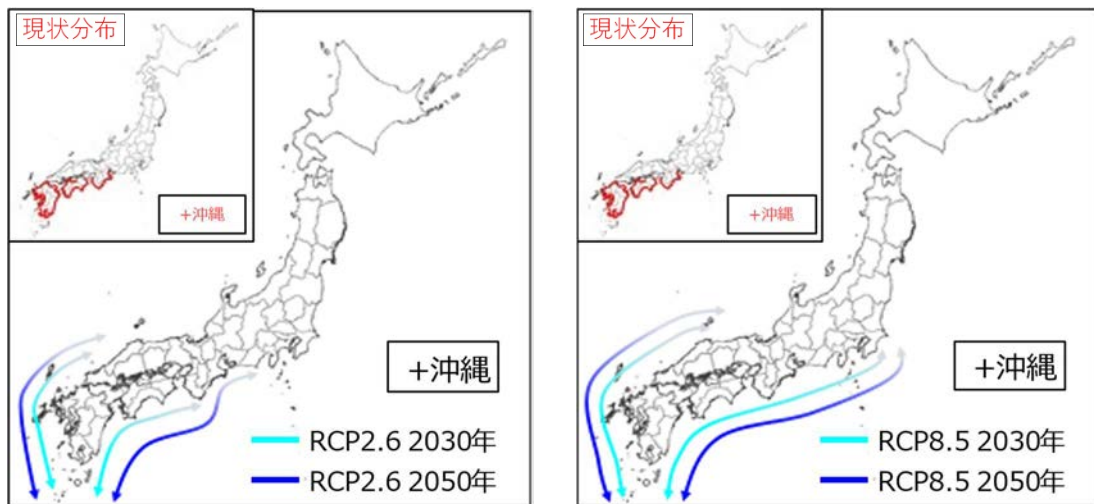 現状分布
+沖縄
+沖縄
RCP2.6 2030年
RCP2.6 2050年
現状分布
+沖縄
+沖縄
RCP8.5 2030年
RCP8.5 2050年